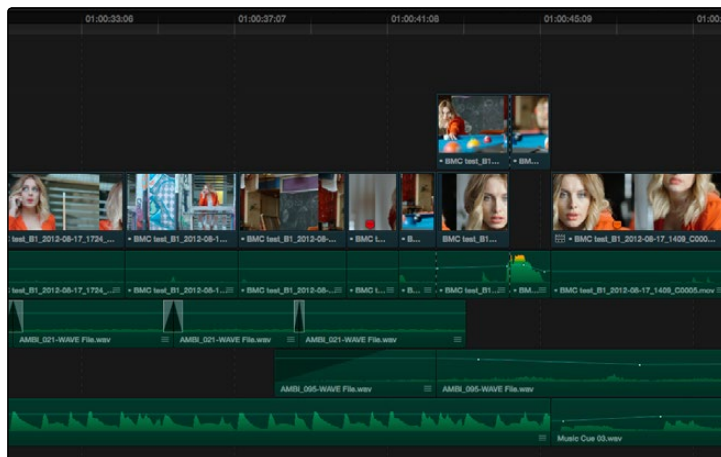 01:00:33:06 01:00:37:07 01:00:41:08 01:00:45:09 01:00:
• BMC test_B1... • BM...
test_B1_2012-08-17_1724_... • BMC test_B1_2012-08-1... • BMC test_B1_2012-08-... • BMC t... • B... BMC test_B1... • BMC test_B1_2012-08-17_1409_C000...
test_B1_2012-08-17_1724_... • BMC test_B1_2012-08-... • BMC test_B1_2012-08-... • BMC t... • B... • BMC test_B1... • BM... • BMC test_B1_2012-08-17_1409_C0005.mov
AMBI_021-WAVE File.wav AMBI_021-WAVE File.wav AMBI_021-WAVE File.wav
AMBI_095-WAVE File.wav AMBI_095-WAVE File.wav
Music Cue 03.wav